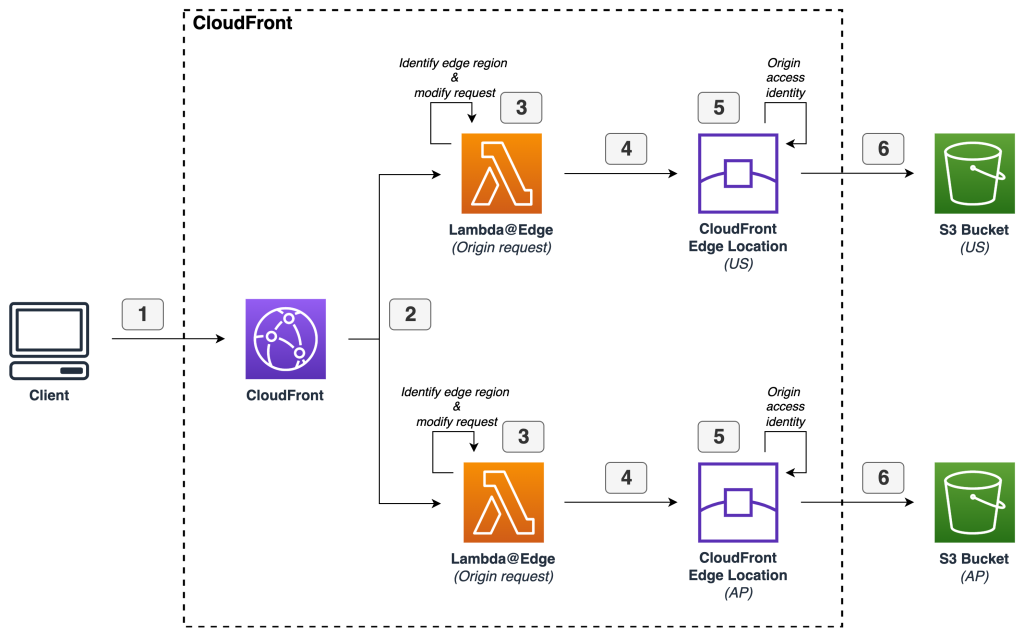 CloudFront
Identify edge region
&
modify request
3
Lambda@Edge
(Origin request)
4
5
Origin
access
identity
CloudFront
Edge Location
(US)
6
S3 Bucket
(US)
1
Client
CloudFront
2
Identify edge region
&
modify request
3
Lambda@Edge
(Origin request)
4
5
Origin
access
identity
CloudFront
Edge Location
(AP)
6
S3 Bucket
(AP)